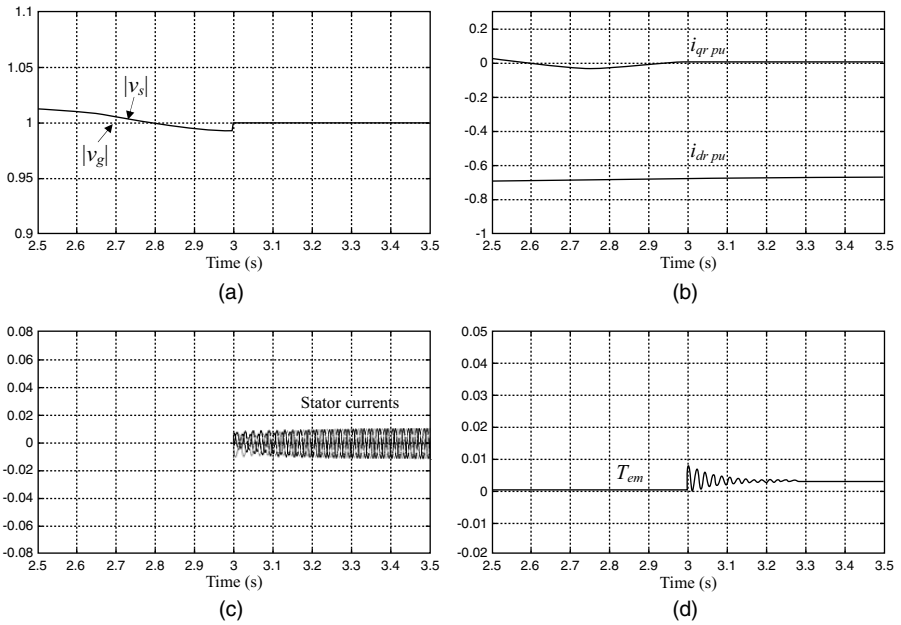 1.1
1.05
1
0.95
0.9
|v_s|
|v_g|
2.5 2.6 2.7 2.8 2.9 3 3.1 3.2 3.3 3.4 3.5
Time (s)
(a)
0.2
0
-0.2
-0.4
-0.6
-0.8
-1
i_qr pu
i_dr pu
2.5 2.6 2.7 2.8 2.9 3 3.1 3.2 3.3 3.4 3.5
Time (s)
(b)
0.08
0.06
0.04
0.02
0
-0.02
-0.04
-0.06
-0.08
Stator currents
2.5 2.6 2.7 2.8 2.9 3 3.1 3.2 3.3 3.4 3.5
Time (s)
(c)
0.05
0.04
0.03
0.02
0.01
0
-0.01
-0.02
T_em
2.5 2.6 2.7 2.8 2.9 3 3.1 3.2 3.3 3.4 3.5
Time (s)
(d)